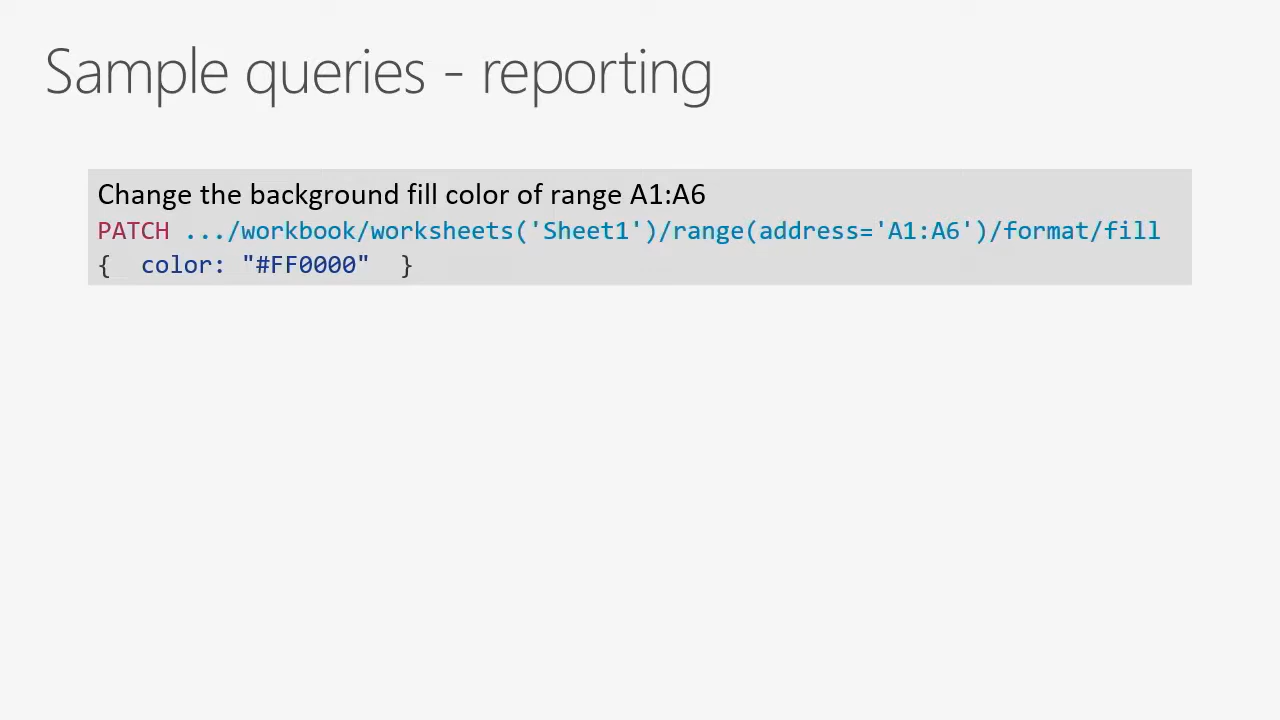 Sample queries - reporting
Change the background fill color of range A1:A6
PATCH .../workbook/worksheets('Sheet1')/range(address='A1:A6')/format/fill
{  color: "#FF0000"  }